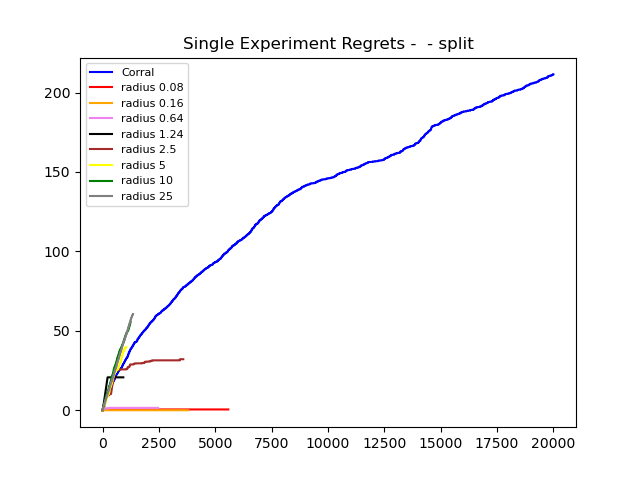 Single Experiment Regrets -  - split
Corral
radius 0.08
radius 0.16
radius 0.64
radius 1.24
radius 2.5
radius 5
radius 10
radius 25
200
150
100
50
0
0 2500 5000 7500 10000 12500 15000 17500 20000